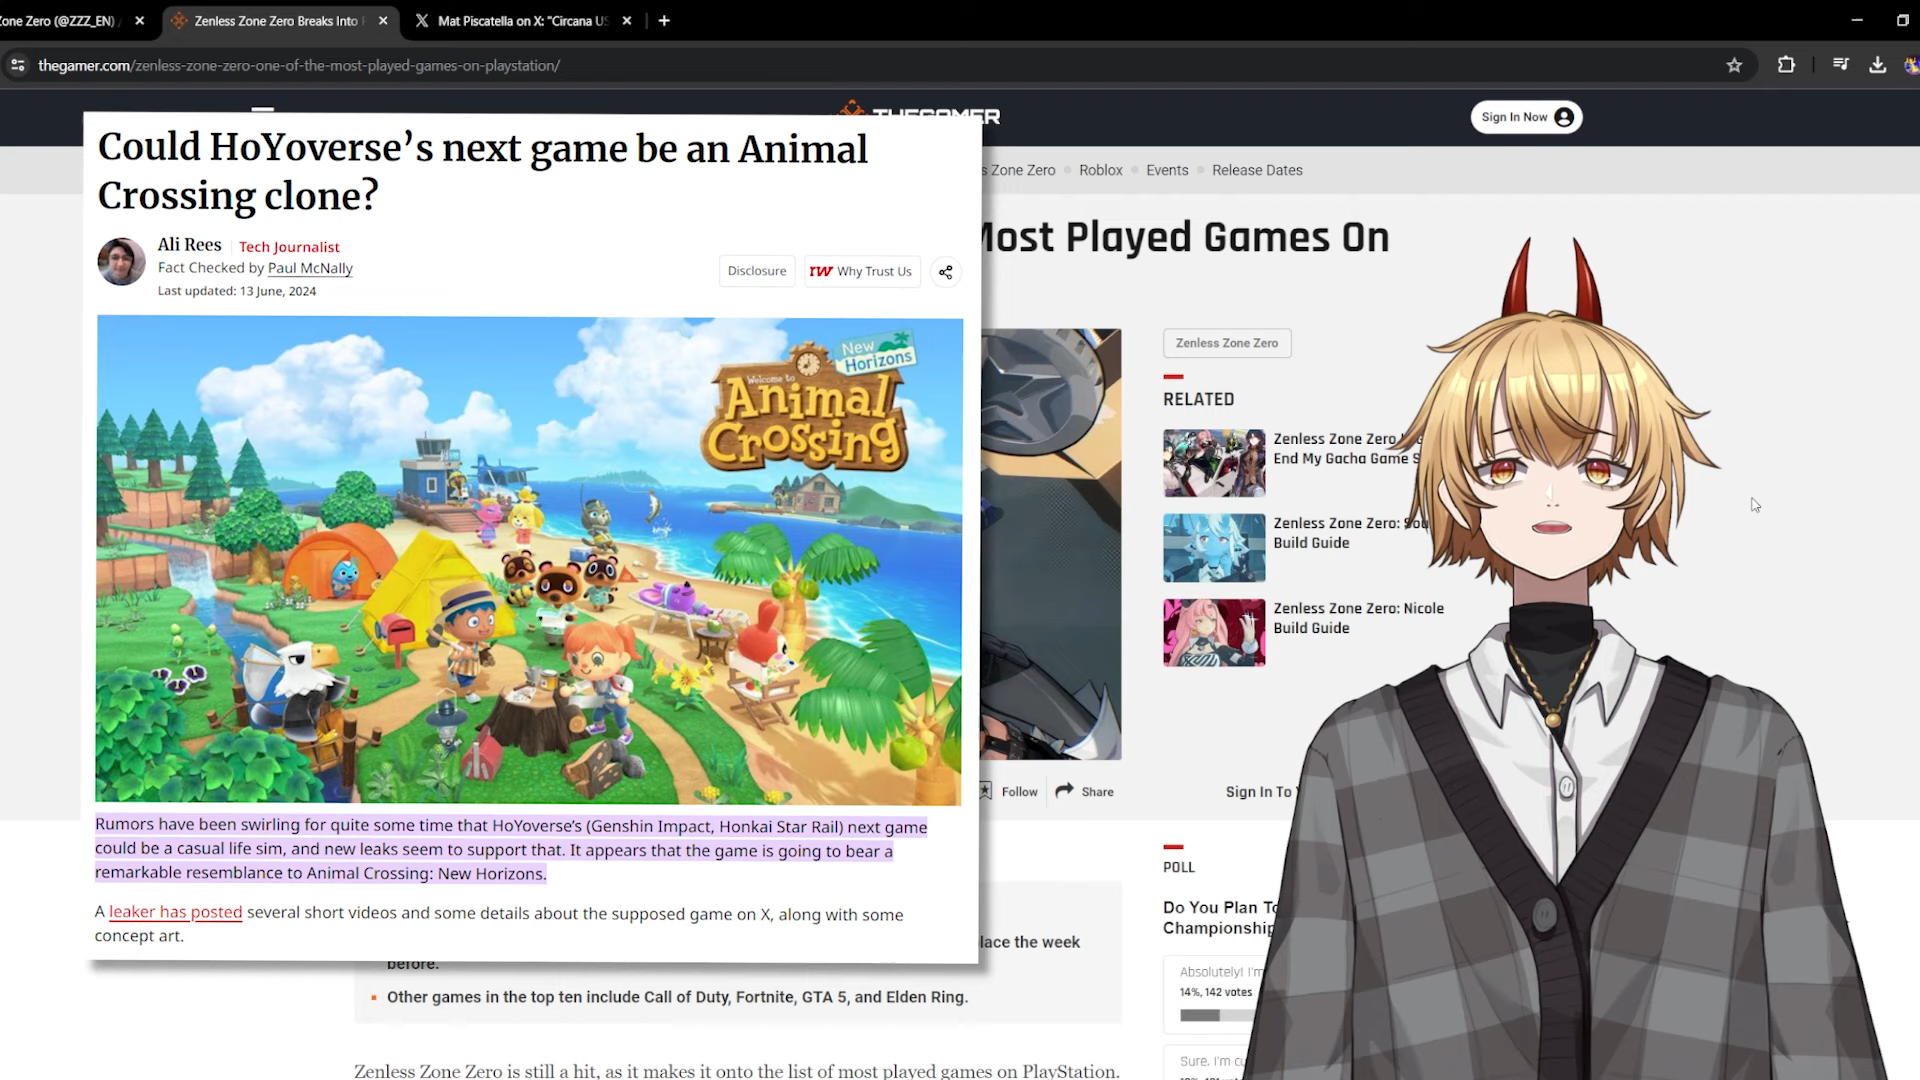 one Zero (@ZZZ_EN)
Zenless Zone Zero Breaks Into
Mat Piscatella on X: "Circana US
thegamer.com/zenless-zone-zero-one-of-the-most-played-games-on-playstation/
THEGAMER
Sign In Now
s Zone Zero
Roblox
Events
Release Dates
Most Played Games On
Could HoYoverse's next game be an Animal
Crossing clone?
Ali Rees
Tech Journalist
Fact Checked by Paul McNally
Last updated: 13 June, 2024
Disclosure
rw Why Trust Us
New
Horizons
Welcome to
Animal
Crossing
Rumors have been swirling for quite some time that HoYoverse's (Genshin Impact, Honkai Star Rail) next game
could be a casual life sim, and new leaks seem to support that. It appears that the game is going to bear a
remarkable resemblance to Animal Crossing: New Horizons.
A leaker has posted several short videos and some details about the supposed game on X, along with some
concept art.
Zenless Zone Zero
RELATED
Zenless Zone Zero
End My Gacha Game S
Zenless Zone Zero: Sou
Build Guide
Zenless Zone Zero: Nicole
Build Guide
Follow
Share
Sign In To
POLL
Do You Plan To
Championship
Absolutely! I'm
14%, 142 votes
Sure. I'm cu
lace the week
before.
Other games in the top ten include Call of Duty, Fortnite, GTA 5, and Elden Ring.
Zenless Zone Zero is still a hit, as it makes it onto the list of most played games on PlayStation.